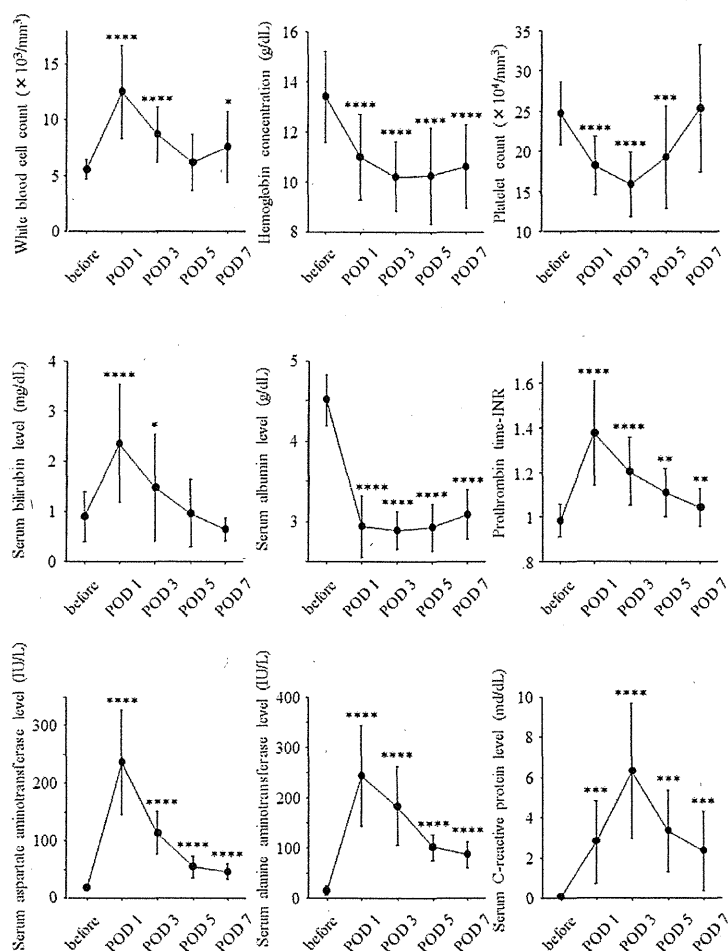 White blood cell count (× 10³/mm³)
15
10
5
0
****
****
*
before
POD 1
POD 3
POD 5
POD 7
Hemoglobin concentration (g/dL)
16
14
12
10
8
****
****
****
****
before
POD 1
POD 3
POD 5
POD 7
Platelet count (× 10⁴/mm³)
35
30
25
20
15
10
****
****
***
before
POD 1
POD 3
POD 5
POD 7
Serum bilirubin level (mg/dL)
4
3
2
1
0
****
*
before
POD 1
POD 3
POD 5
POD 7
Serum albumin level (g/dL)
5
4
3
****
****
****
****
before
POD 1
POD 3
POD 5
POD 7
Prothrombin time-INR
1.6
1.4
1.2
1
.8
****
****
**
**
before
POD 1
POD 3
POD 5
POD 7
Serum aspartate aminotransferase level (IU/L)
300
200
100
0
****
****
****
****
before
POD 1
POD 3
POD 5
POD 7
Serum alanine aminotransferase level (IU/L)
400
300
200
100
0
****
****
****
****
before
POD 1
POD 3
POD 5
POD 7
Serum C-reactive protein level (md/dL)
10
8
6
4
2
0
***
****
***
***
before
POD 1
POD 3
POD 5
POD 7